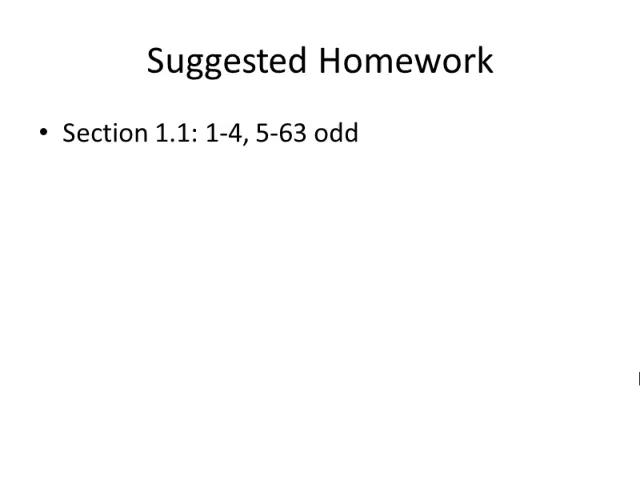 Suggested Homework
• Section 1.1: 1-4, 5-63 odd